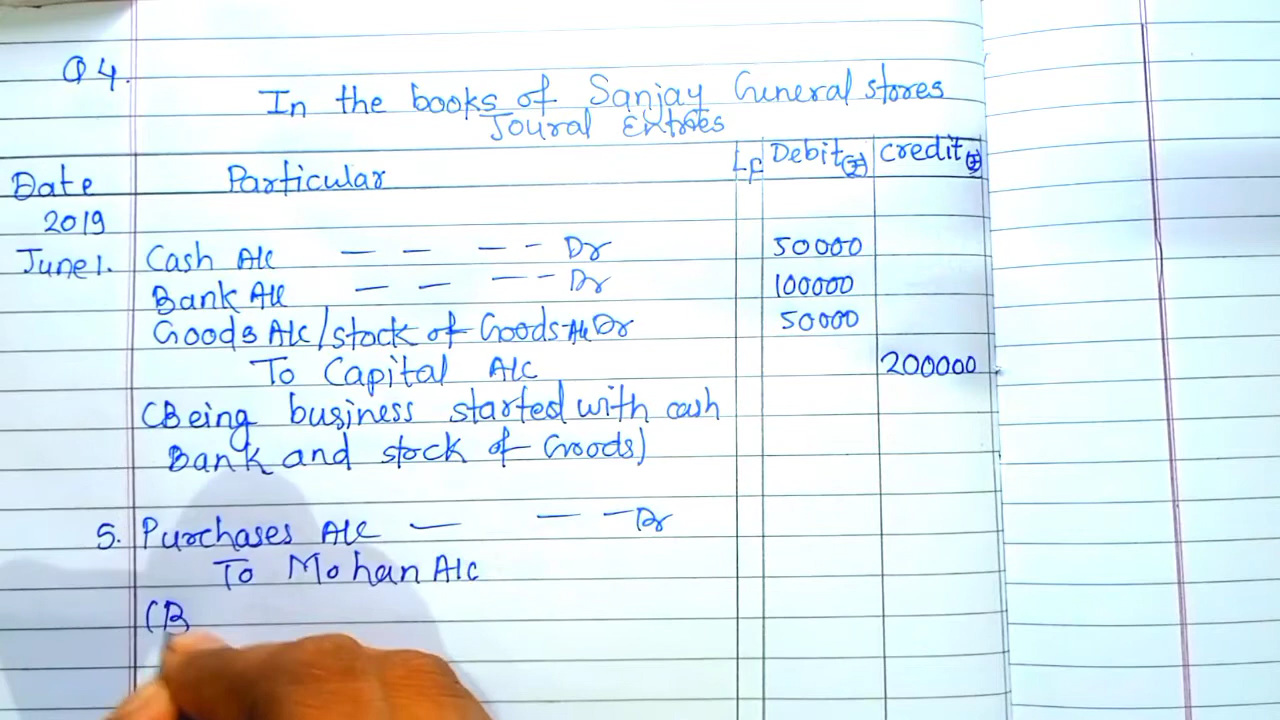 Q 4.
In the books of Sanjay General stores
Joural Entries
Date Particular L.F Debit(₹) credit(₹)
2019
June 1. Cash A/c — — — - Dr 50000
Bank A/c — — — - Dr 100000
Goods A/c/stock of Goods A/c Dr 50000
To Capital A/c 200000
(Being business started with cash
Bank and stock of Goods)
5. Purchases A/c — — - Dr
To Mohan A/c
(B